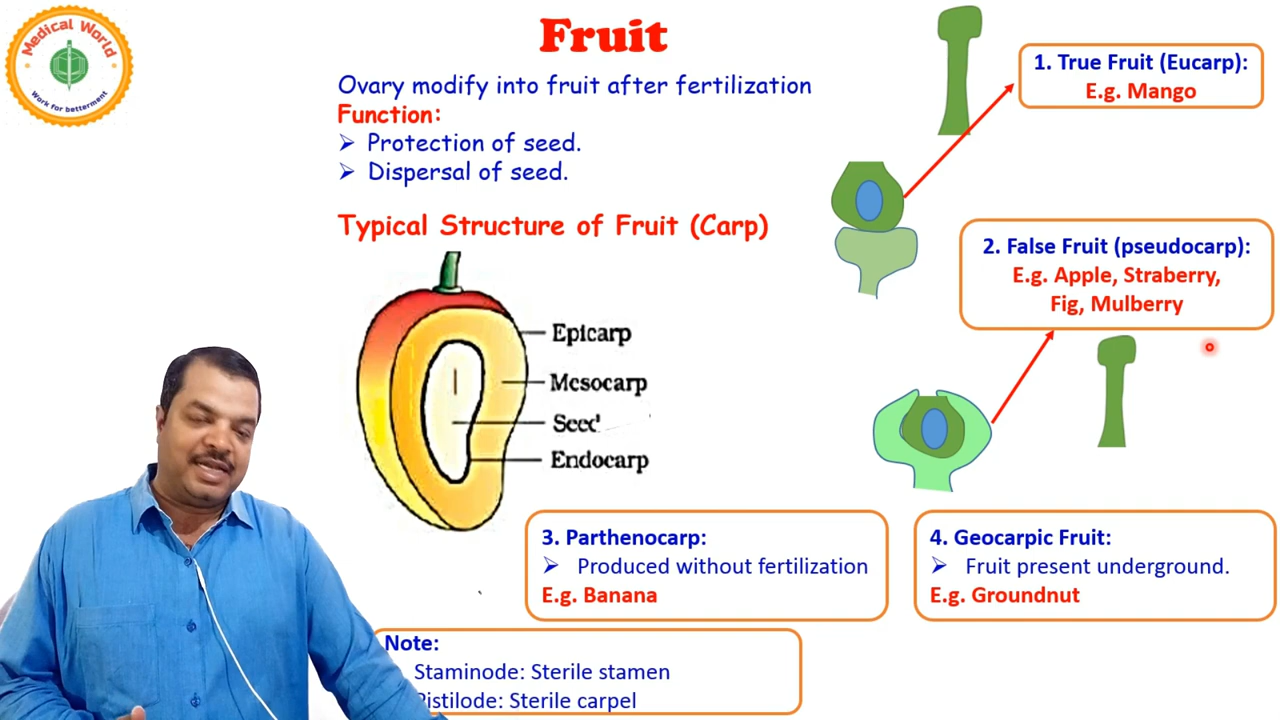 Medical World
Work for betterment
Fruit
Ovary modify into fruit after fertilization
Function:
➢ Protection of seed.
➢ Dispersal of seed.
Typical Structure of Fruit (Carp)
Epicarp
Mesocarp
Seed
Endocarp
1. True Fruit (Eucarp):
E.g. Mango
2. False Fruit (pseudocarp):
E.g. Apple, Straberry,
Fig, Mulberry
3. Parthenocarp:
➢ Produced without fertilization
E.g. Banana
4. Geocarpic Fruit:
➢ Fruit present underground.
E.g. Groundnut
Note:
Staminode: Sterile stamen
Pistilode: Sterile carpel